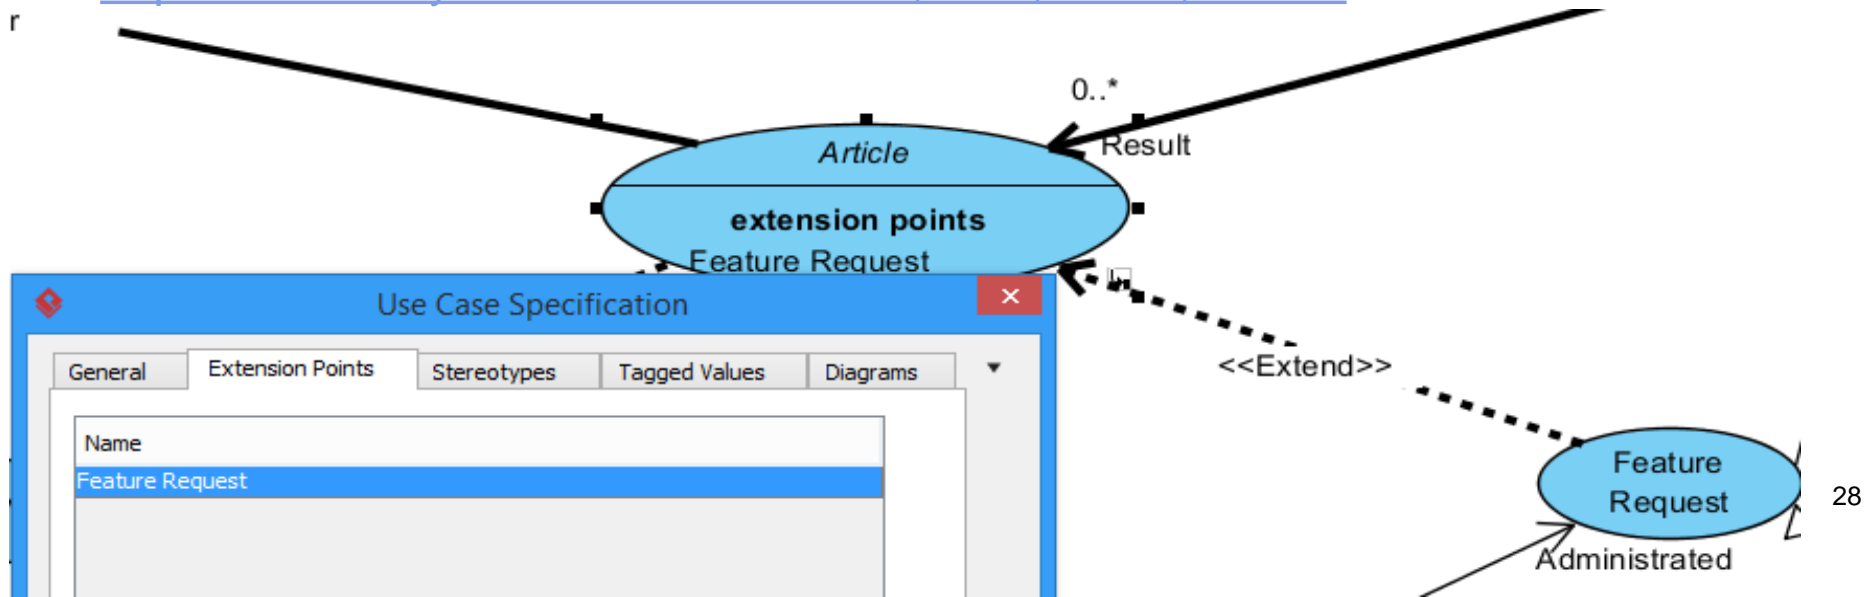 r
0..*
Result
Article
extension points
Feature Request
Use Case Specification
General
Extension Points
Stereotypes
Tagged Values
Diagrams
Name
Feature Request
<<Extend>>
Feature
Request
Administrated
28